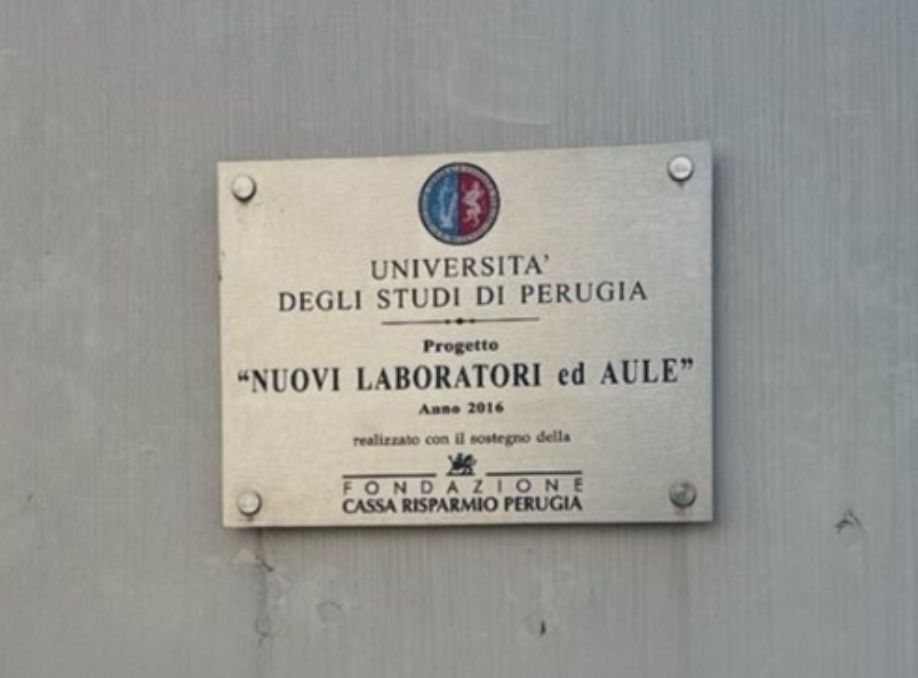 UNIVERSITA'
DEGLI STUDI DI PERUGIA
Progetto
“NUOVI LABORATORI ed AULE”
Anno 2016
realizzato con il sostegno della
FONDAZIONE
CASSA RISPARMIO PERUGIA